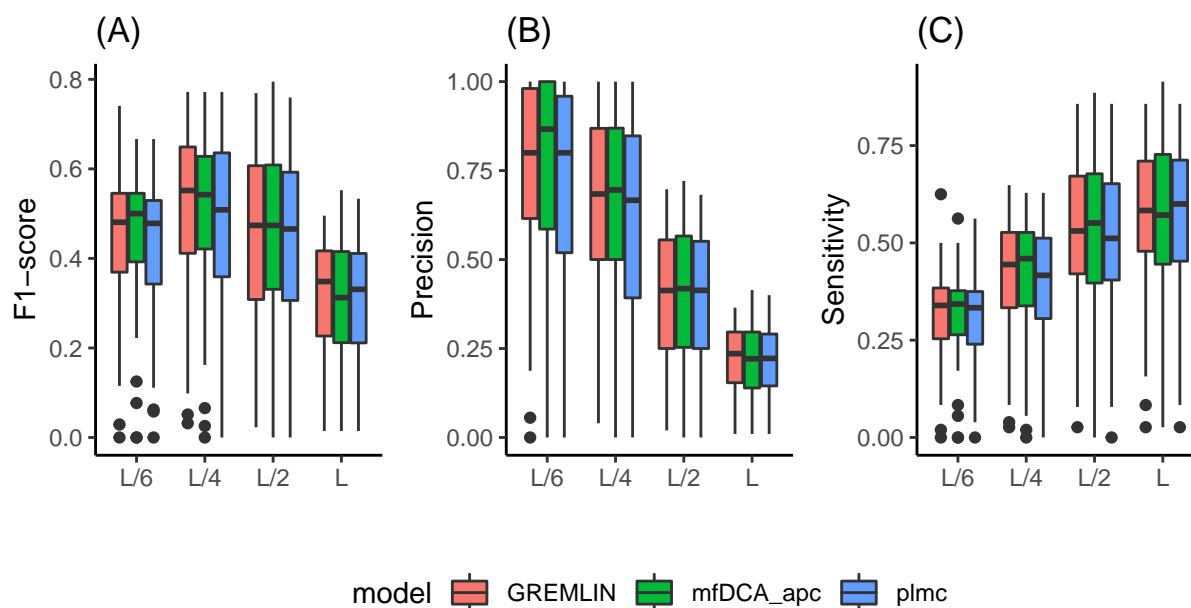 (A)
(B)
(C)
F1−score
0.8
0.6
0.4
0.2
0.0
L/6 L/4 L/2 L
Precision
1.00
0.75
0.50
0.25
0.00
L/6 L/4 L/2 L
Sensitivity
0.75
0.50
0.25
0.00
L/6 L/4 L/2 L
model GREMLIN mfDCA_apc plmc